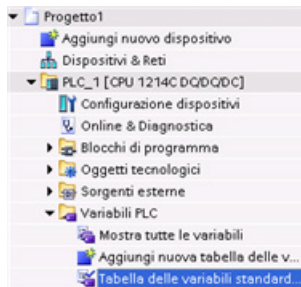 Progetto1
Aggiungi nuovo dispositivo
Dispositivi & Reti
PLC_1 [CPU 1214C DC/DC/DC]
Configurazione dispositivi
Online & Diagnostica
Blocchi di programma
Oggetti tecnologici
Sorgenti esterne
Variabili PLC
Mostra tutte le variabili
Aggiungi nuova tabella delle v...
Tabella delle variabili standard...